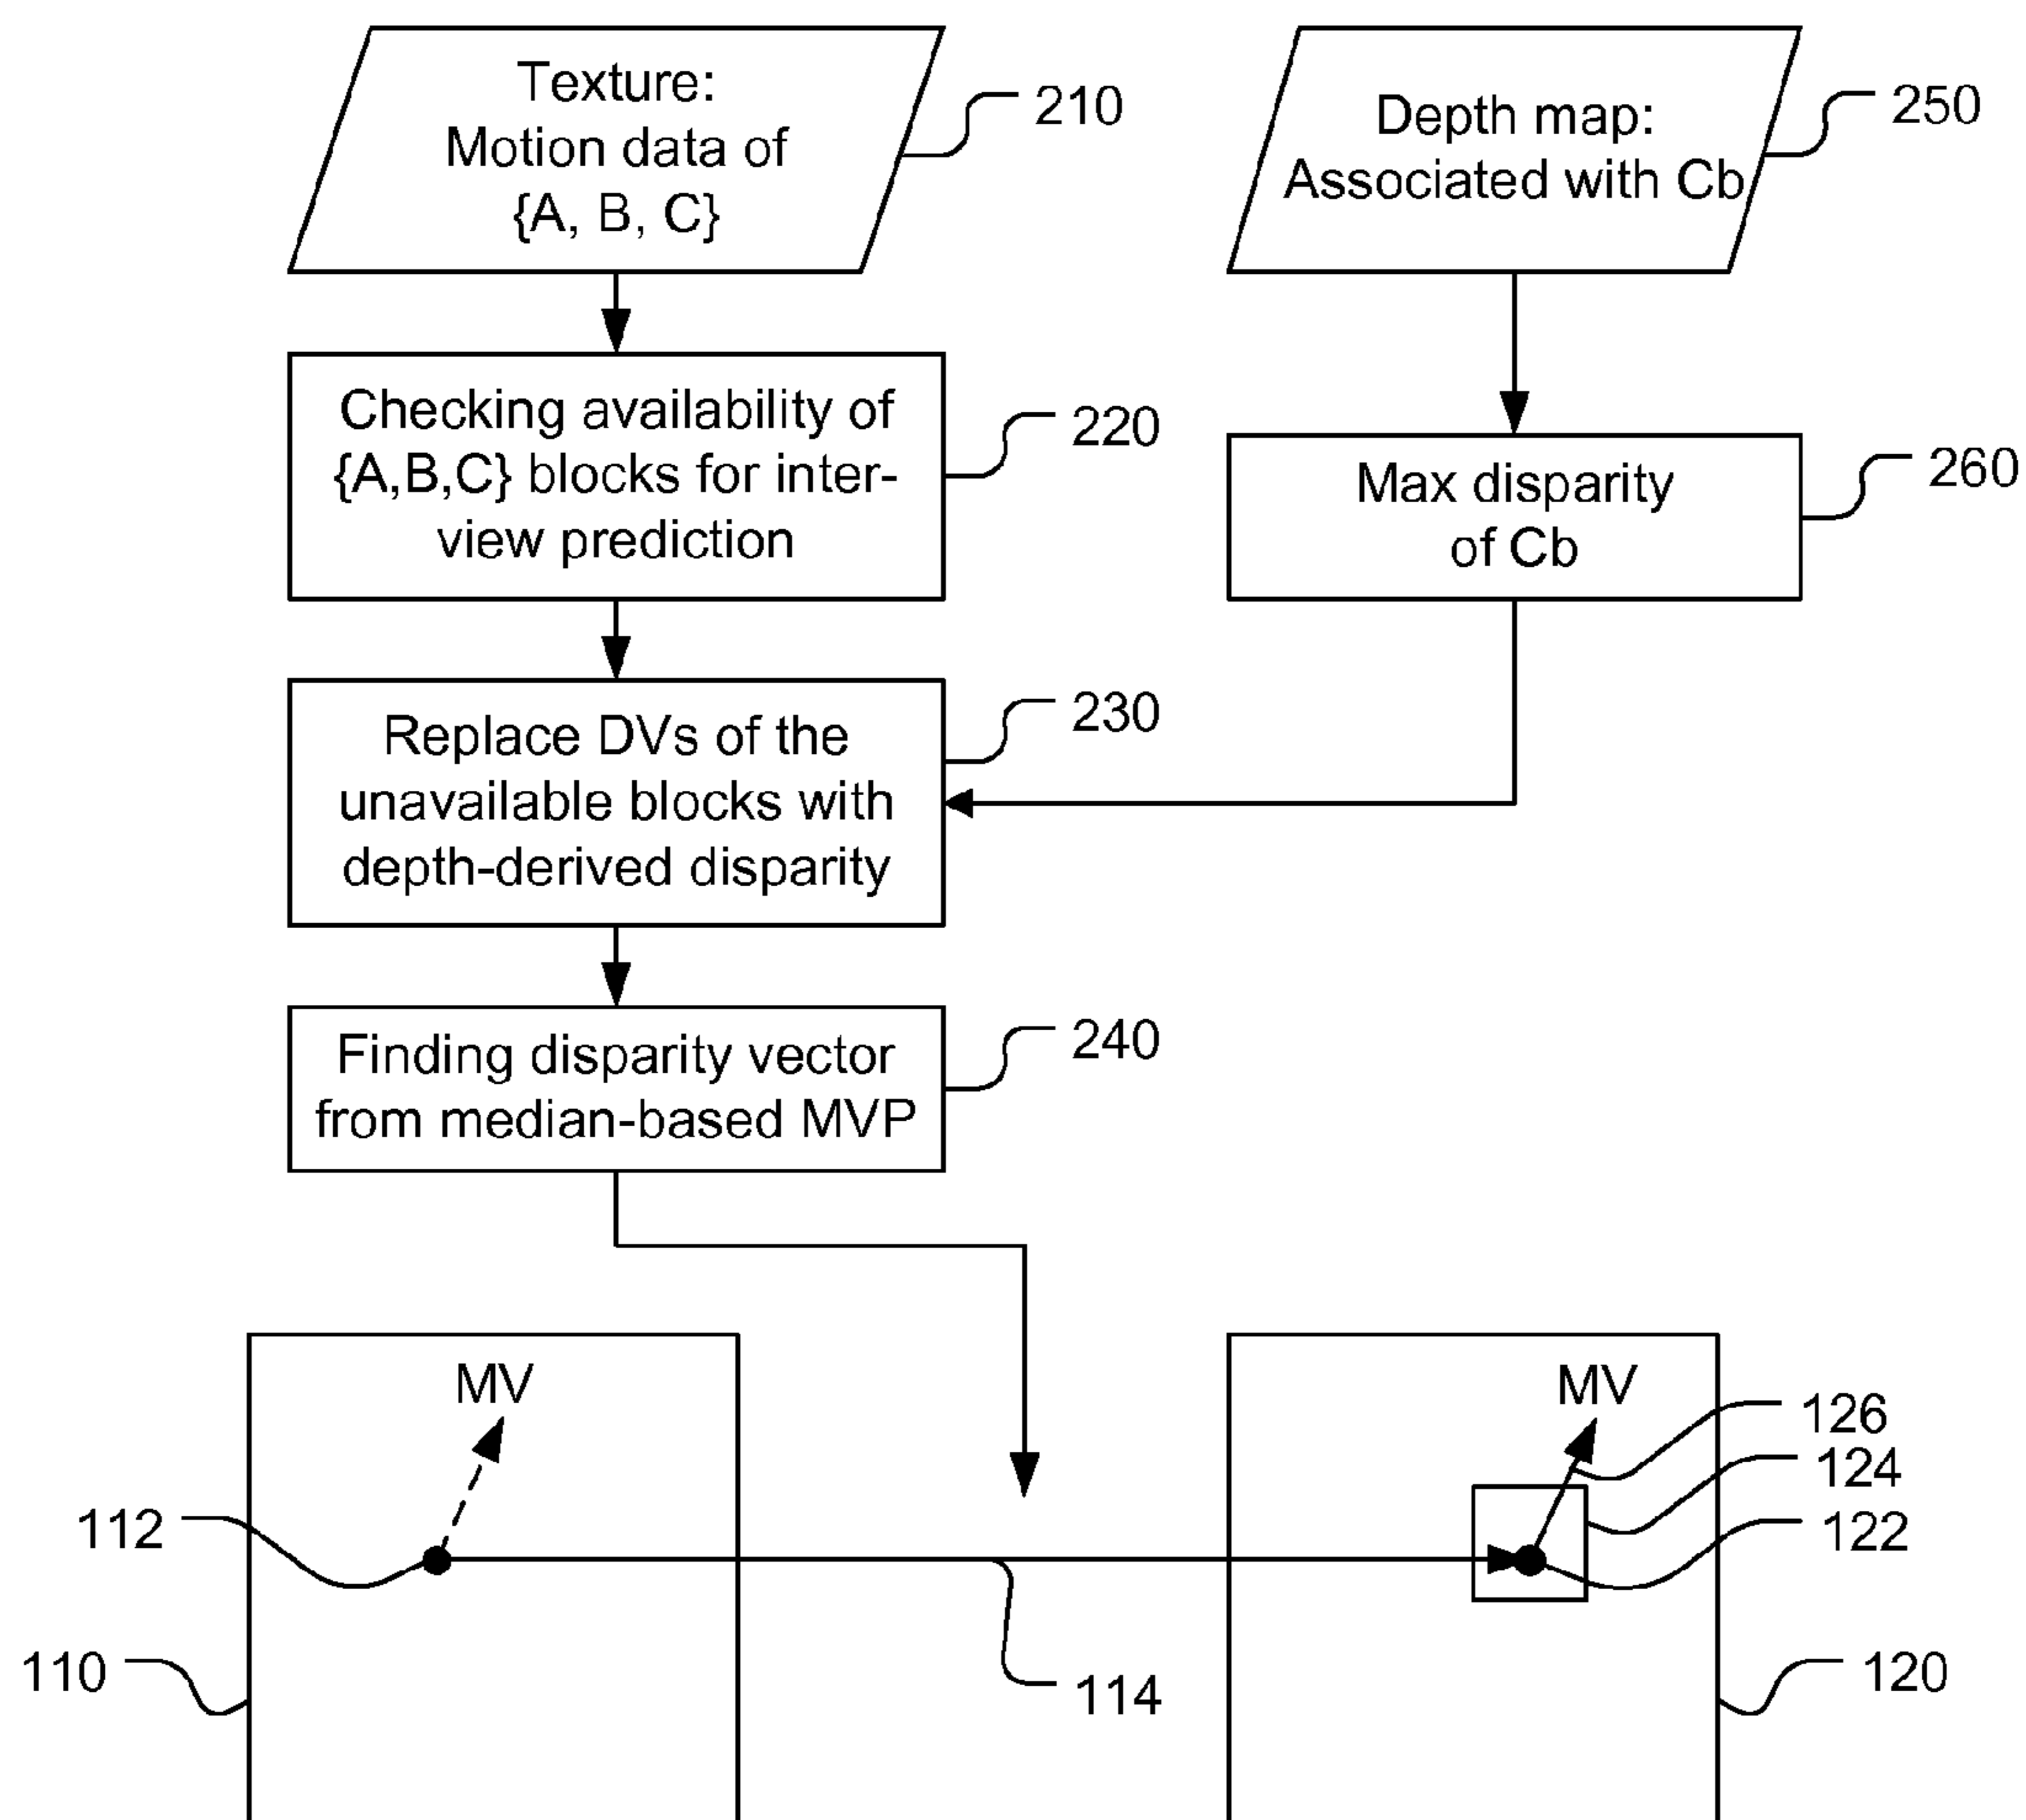 Texture:
Motion data of
{A, B, C}
210
Depth map:
Associated with Cb
250
Checking availability of
{A,B,C} blocks for inter-
view prediction
220
Max disparity
of Cb
260
Replace DVs of the
unavailable blocks with
depth-derived disparity
230
Finding disparity vector
from median-based MVP
240
MV
MV
126
124
122
112
110
114
120